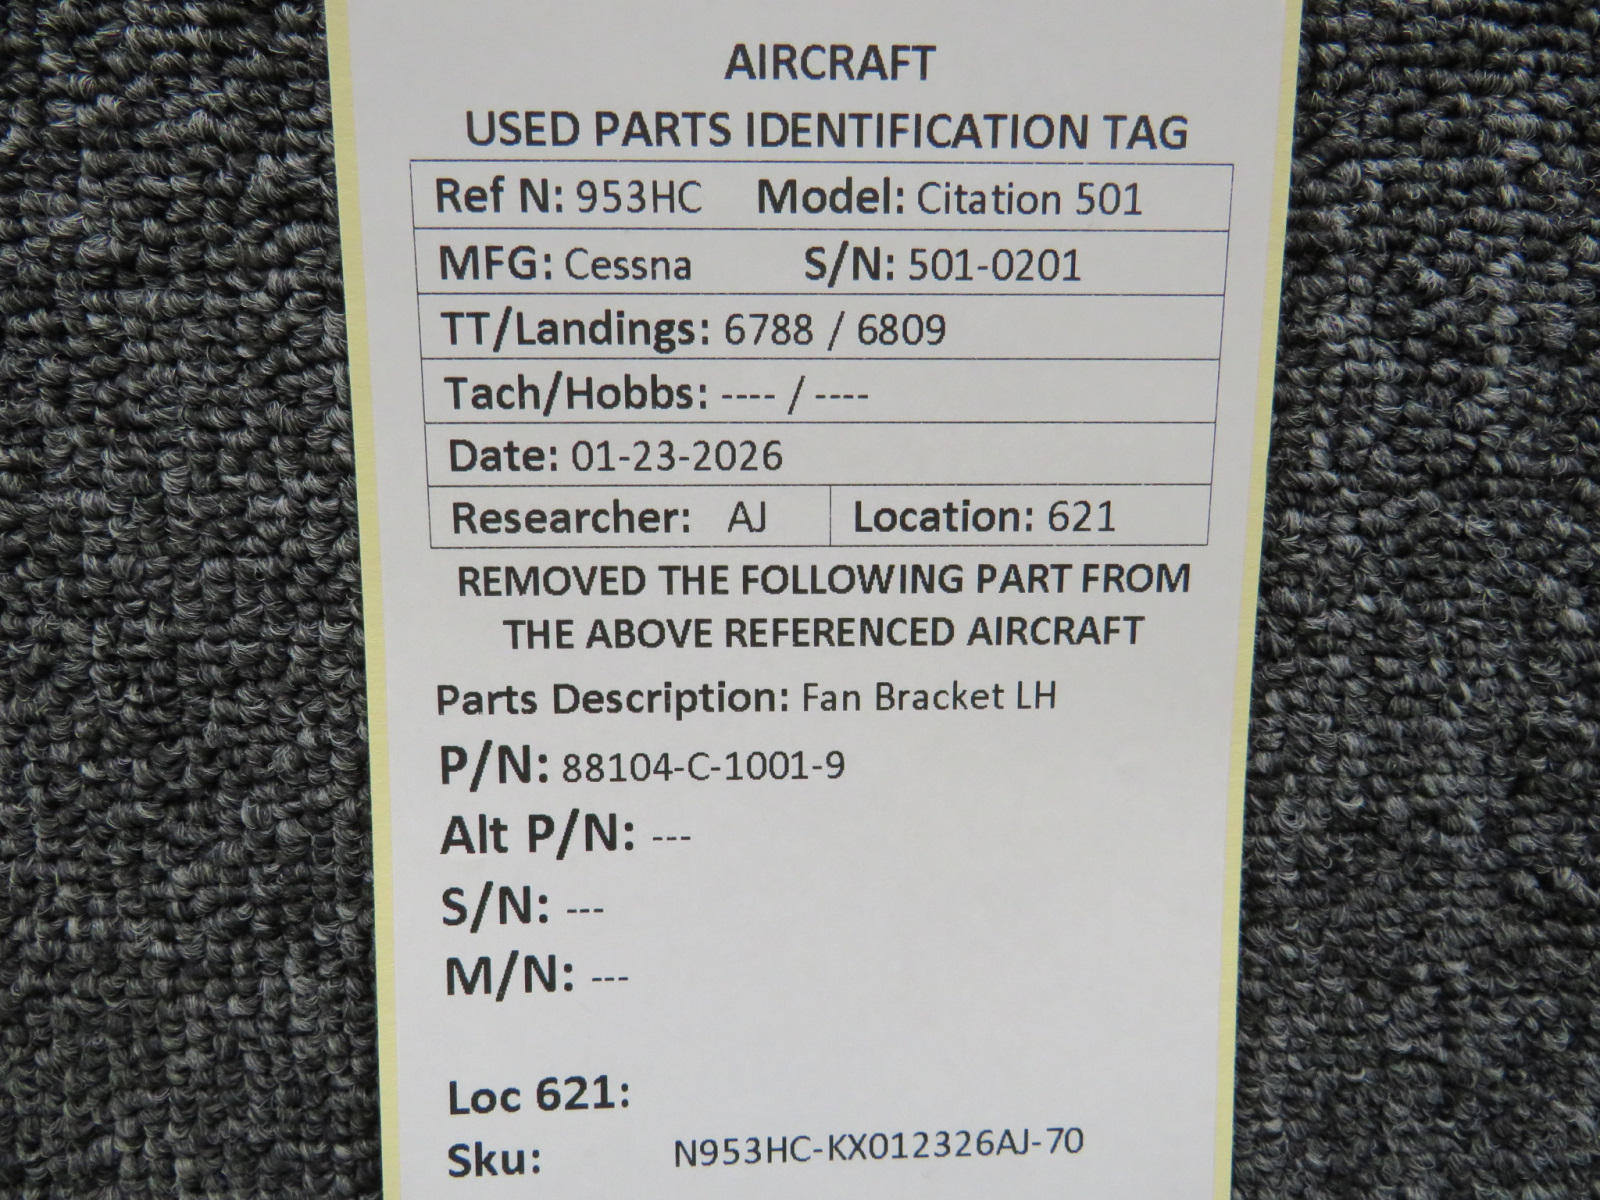 AIRCRAFT
USED PARTS IDENTIFICATION TAG
Ref N: 953HC Model: Citation 501
MFG: Cessna S/N: 501-0201
TT/Landings: 6788 / 6809
Tach/Hobbs: ---- / ----
Date: 01-23-2026
Researcher: AJ Location: 621
REMOVED THE FOLLOWING PART FROM
THE ABOVE REFERENCED AIRCRAFT
Parts Description: Fan Bracket LH
P/N: 88104-C-1001-9
Alt P/N: ---
S/N: ---
M/N: ---
Loc 621:
Sku: N953HC-KX012326AJ-70